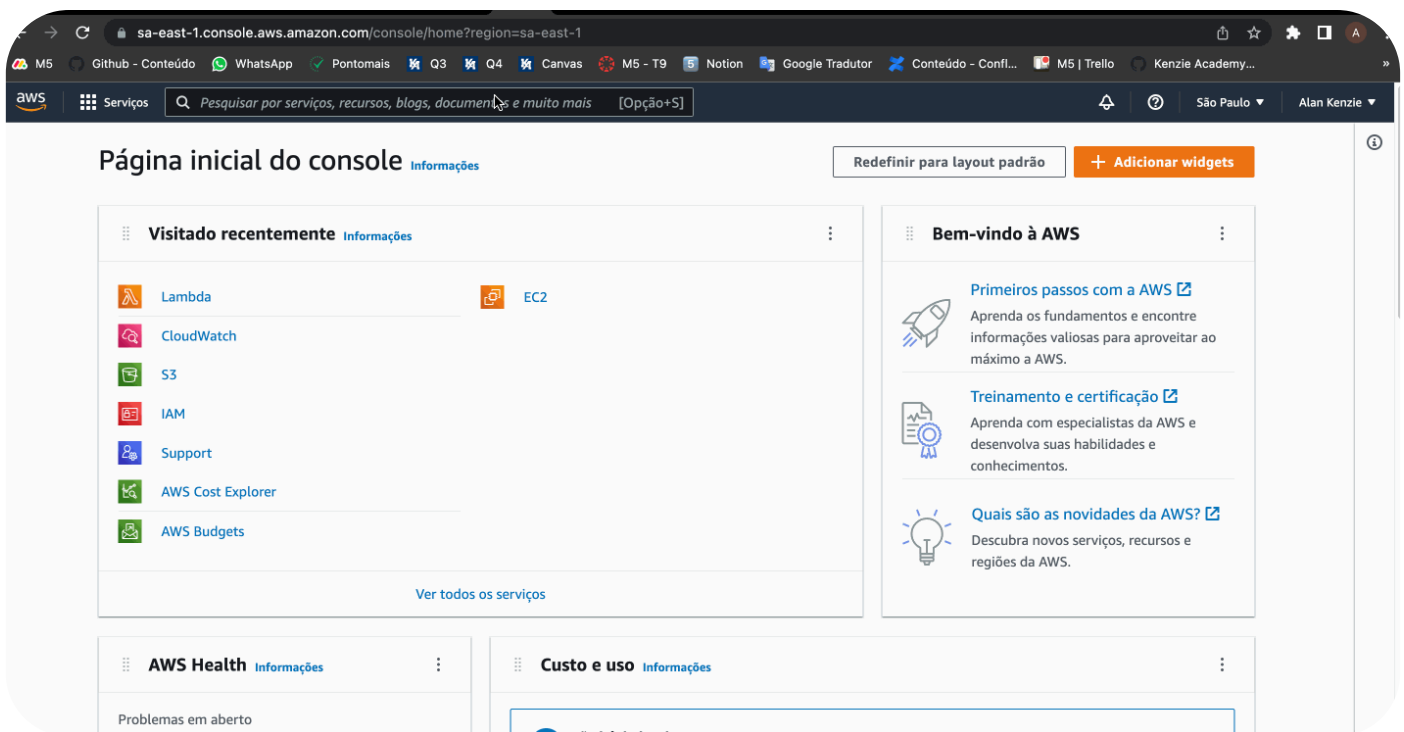 sa-east-1.console.aws.amazon.com/console/home?region=sa-east-1
A
M5 Github - Conteúdo WhatsApp Pontomais Q3 Q4 Canvas M5 - T9 Notion Google Tradutor Conteúdo - Confl... M5 | Trello Kenzie Academy... »
aws Serviços Pesquisar por serviços, recursos, blogs, documentos e muito mais [Opção+S] São Paulo ▼ Alan Kenzie ▼
Página inicial do console Informações
Redefinir para layout padrão
+ Adicionar widgets
Visitado recentemente Informações
Lambda
CloudWatch
S3
IAM
Support
AWS Cost Explorer
AWS Budgets
EC2
Ver todos os serviços
Bem-vindo à AWS
Primeiros passos com a AWS
Aprenda os fundamentos e encontre
informações valiosas para aproveitar ao
máximo a AWS.
Treinamento e certificação
Aprenda com especialistas da AWS e
desenvolva suas habilidades e
conhecimentos.
Quais são as novidades da AWS?
Descubra novos serviços, recursos e
regiões da AWS.
AWS Health Informações
Problemas em aberto
Custo e uso Informações